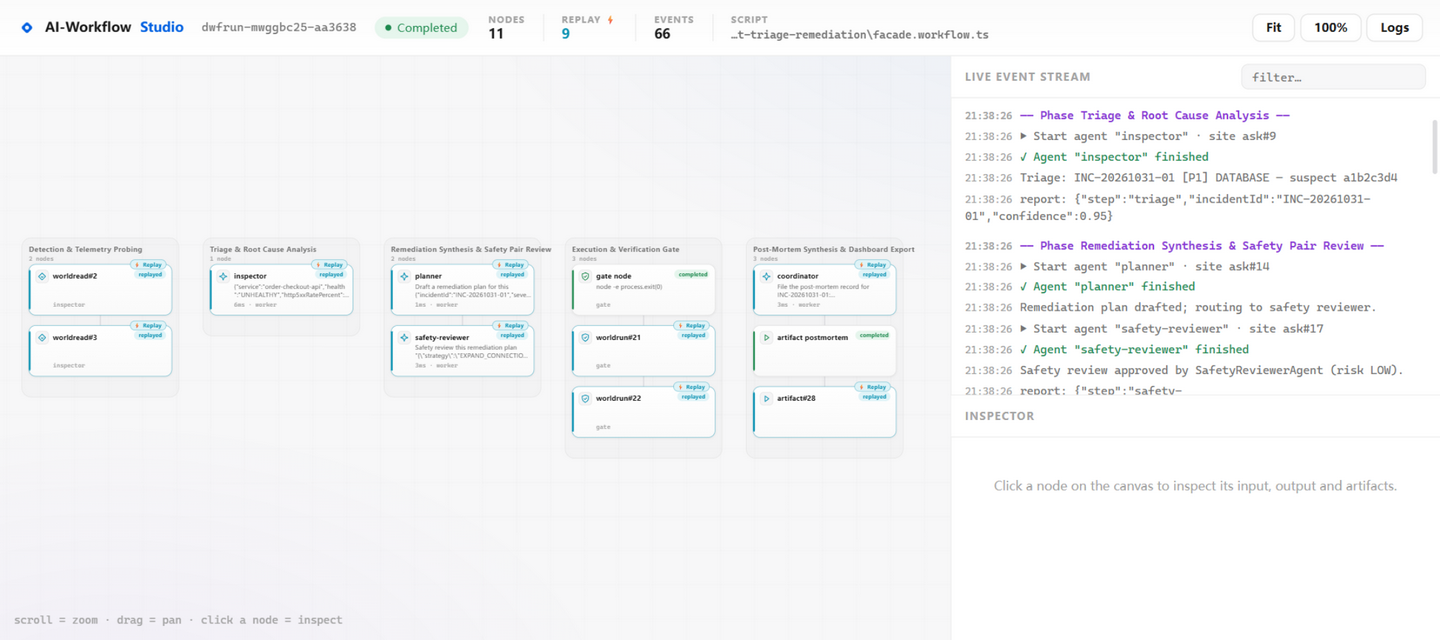 AI-Workflow Studio
dwfrun-mwggbc25-aa3638
Completed
NODES
11
REPLAY
9
EVENTS
66
SCRIPT
…t-triage-remediation\facade.workflow.ts
Fit
100%
Logs
Detection & Telemetry Probing
2 nodes
Replay
worldread#2
replayed
inspector
Replay
worldread#3
replayed
inspector
Triage & Root Cause Analysis
1 node
Replay
inspector
replayed
{"service":"order-checkout-api","health
":"UNHEALTHY","http5xxRatePercent":…
6ms · worker
Remediation Synthesis & Safety Pair Review
2 nodes
Replay
planner
replayed
Draft a remediation plan for this
{"incidentId":"INC-20261031-01","seve…
1ms · worker
Replay
safety-reviewer
replayed
Safety review this remediation plan
"{\"strategy\":\"EXPAND_CONNECTIO…
3ms · worker
Execution & Verification Gate
3 nodes
gate node
completed
node -e process.exit(0)
gate
Replay
worldrun#21
replayed
gate
Replay
worldrun#22
replayed
gate
Post-Mortem Synthesis & Dashboard Export
3 nodes
Replay
coordinator
replayed
File the post-mortem record for
INC-20261031-01:…
3ms · worker
artifact postmortem
completed
Replay
artifact#28
replayed
scroll = zoom · drag = pan · click a node = inspect
LIVE EVENT STREAM
filter…
21:38:26 —— Phase Triage & Root Cause Analysis ——
21:38:26 ▶ Start agent "inspector" · site ask#9
21:38:26 ✓ Agent "inspector" finished
21:38:26 Triage: INC-20261031-01 [P1] DATABASE — suspect a1b2c3d4
21:38:26 report: {"step":"triage","incidentId":"INC-20261031-
01","confidence":0.95}
21:38:26 —— Phase Remediation Synthesis & Safety Pair Review ——
21:38:26 ▶ Start agent "planner" · site ask#14
21:38:26 ✓ Agent "planner" finished
21:38:26 Remediation plan drafted; routing to safety reviewer.
21:38:26 ▶ Start agent "safety-reviewer" · site ask#17
21:38:26 ✓ Agent "safety-reviewer" finished
21:38:26 Safety review approved by SafetyReviewerAgent (risk LOW).
21:38:26 report: {"step":"safety-
INSPECTOR
Click a node on the canvas to inspect its input, output and artifacts.